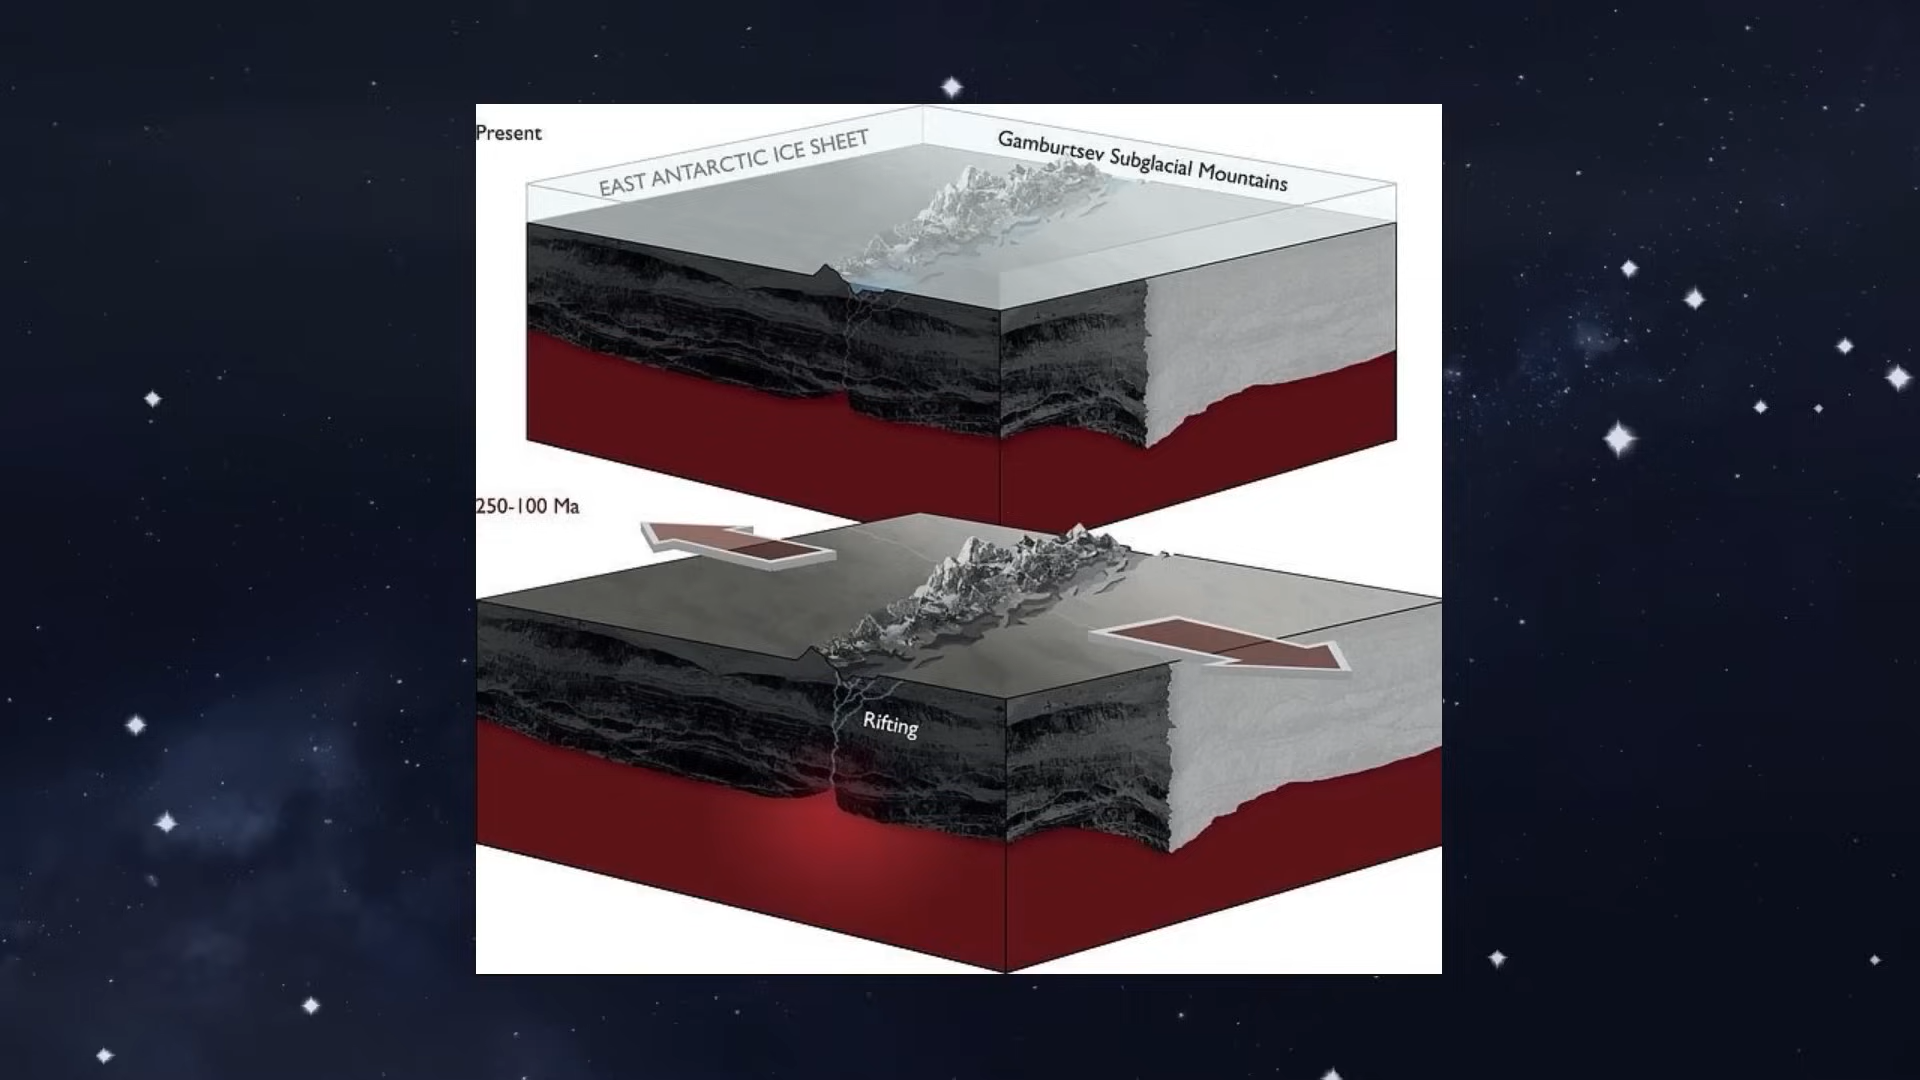 Present
EAST ANTARCTIC ICE SHEET
Gamburtsev Subglacial Mountains
250-100 Ma
Rifting